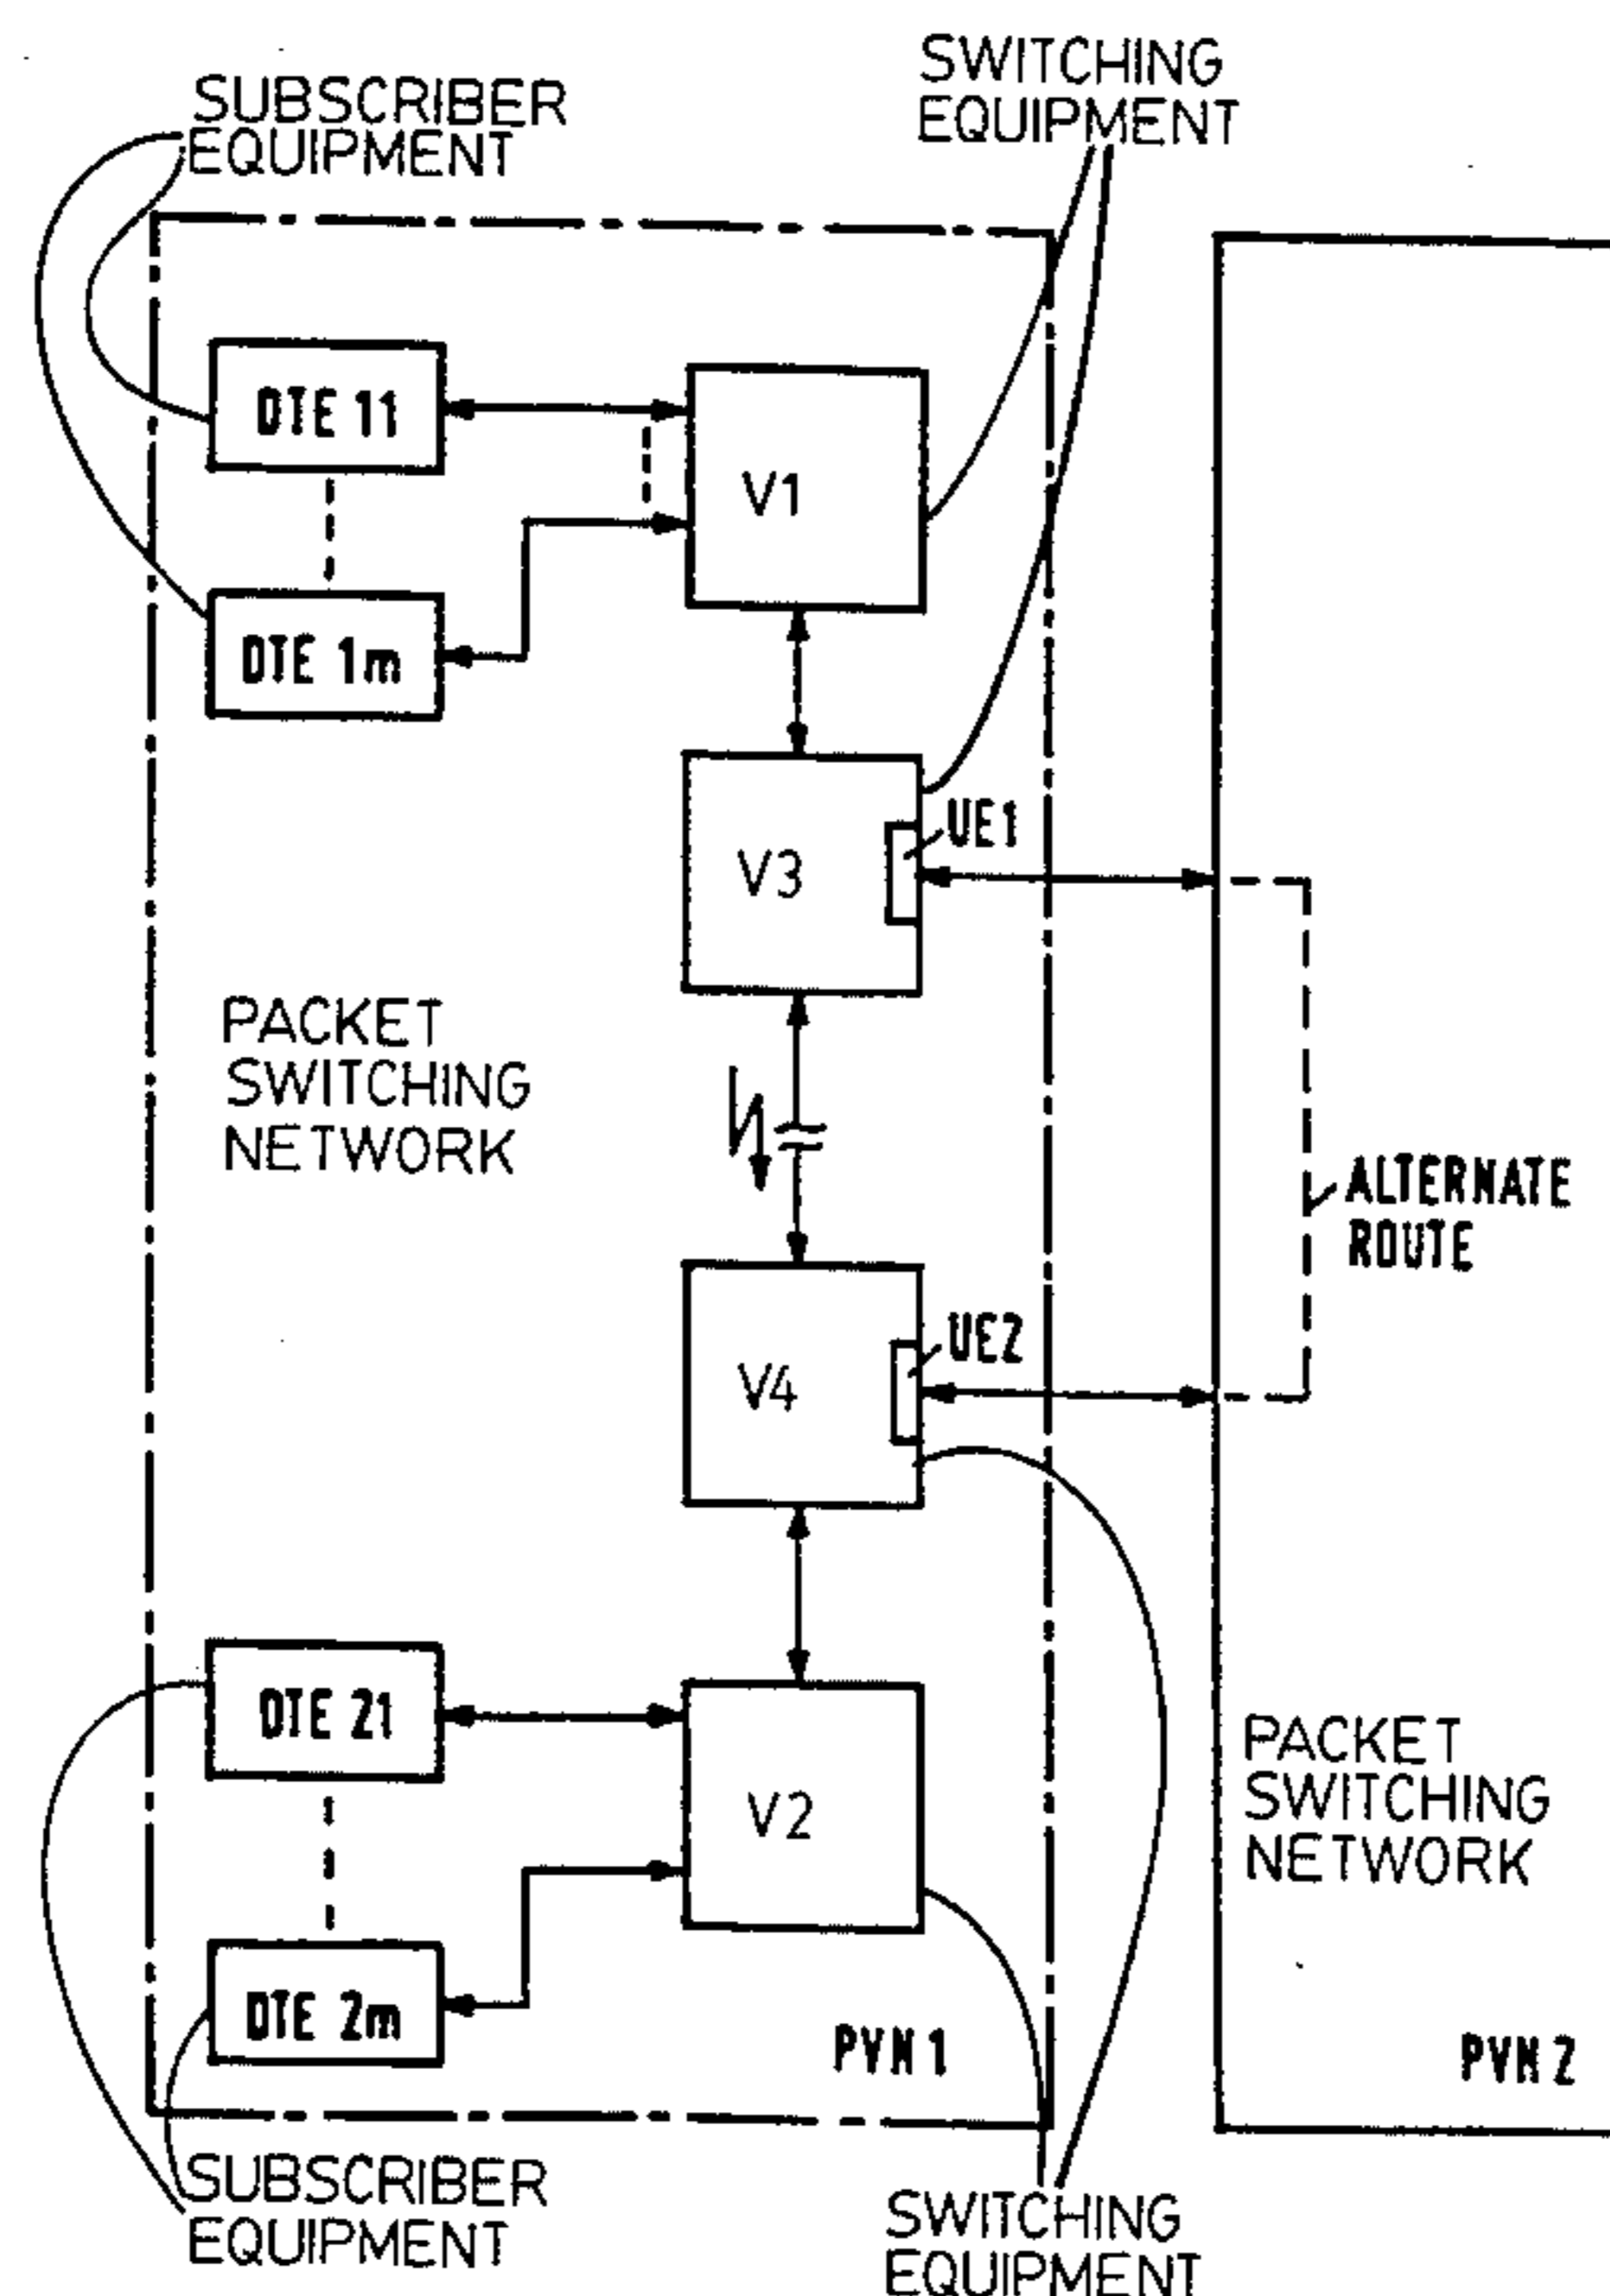 SWITCHING
EQUIPMENT
SUBSCRIBER
EQUIPMENT
DTE 11
V1
DTE 1m
UE1
V3
PACKET
SWITCHING
NETWORK
ALTERNATE
ROUTE
UE2
V4
DTE 21
V2
PACKET
SWITCHING
NETWORK
DTE 2m
PVN 1
PVN 2
SUBSCRIBER
EQUIPMENT
SWITCHING
EQUIPMENT